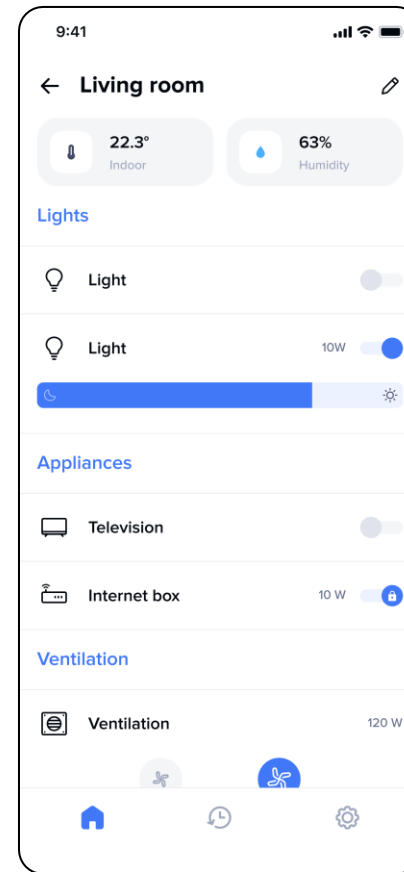 9:41
Living room
22.3°
Indoor
63%
Humidity
Lights
Light
Light 10W
Appliances
Television
Internet box 10 W
Ventilation
Ventilation 120 W